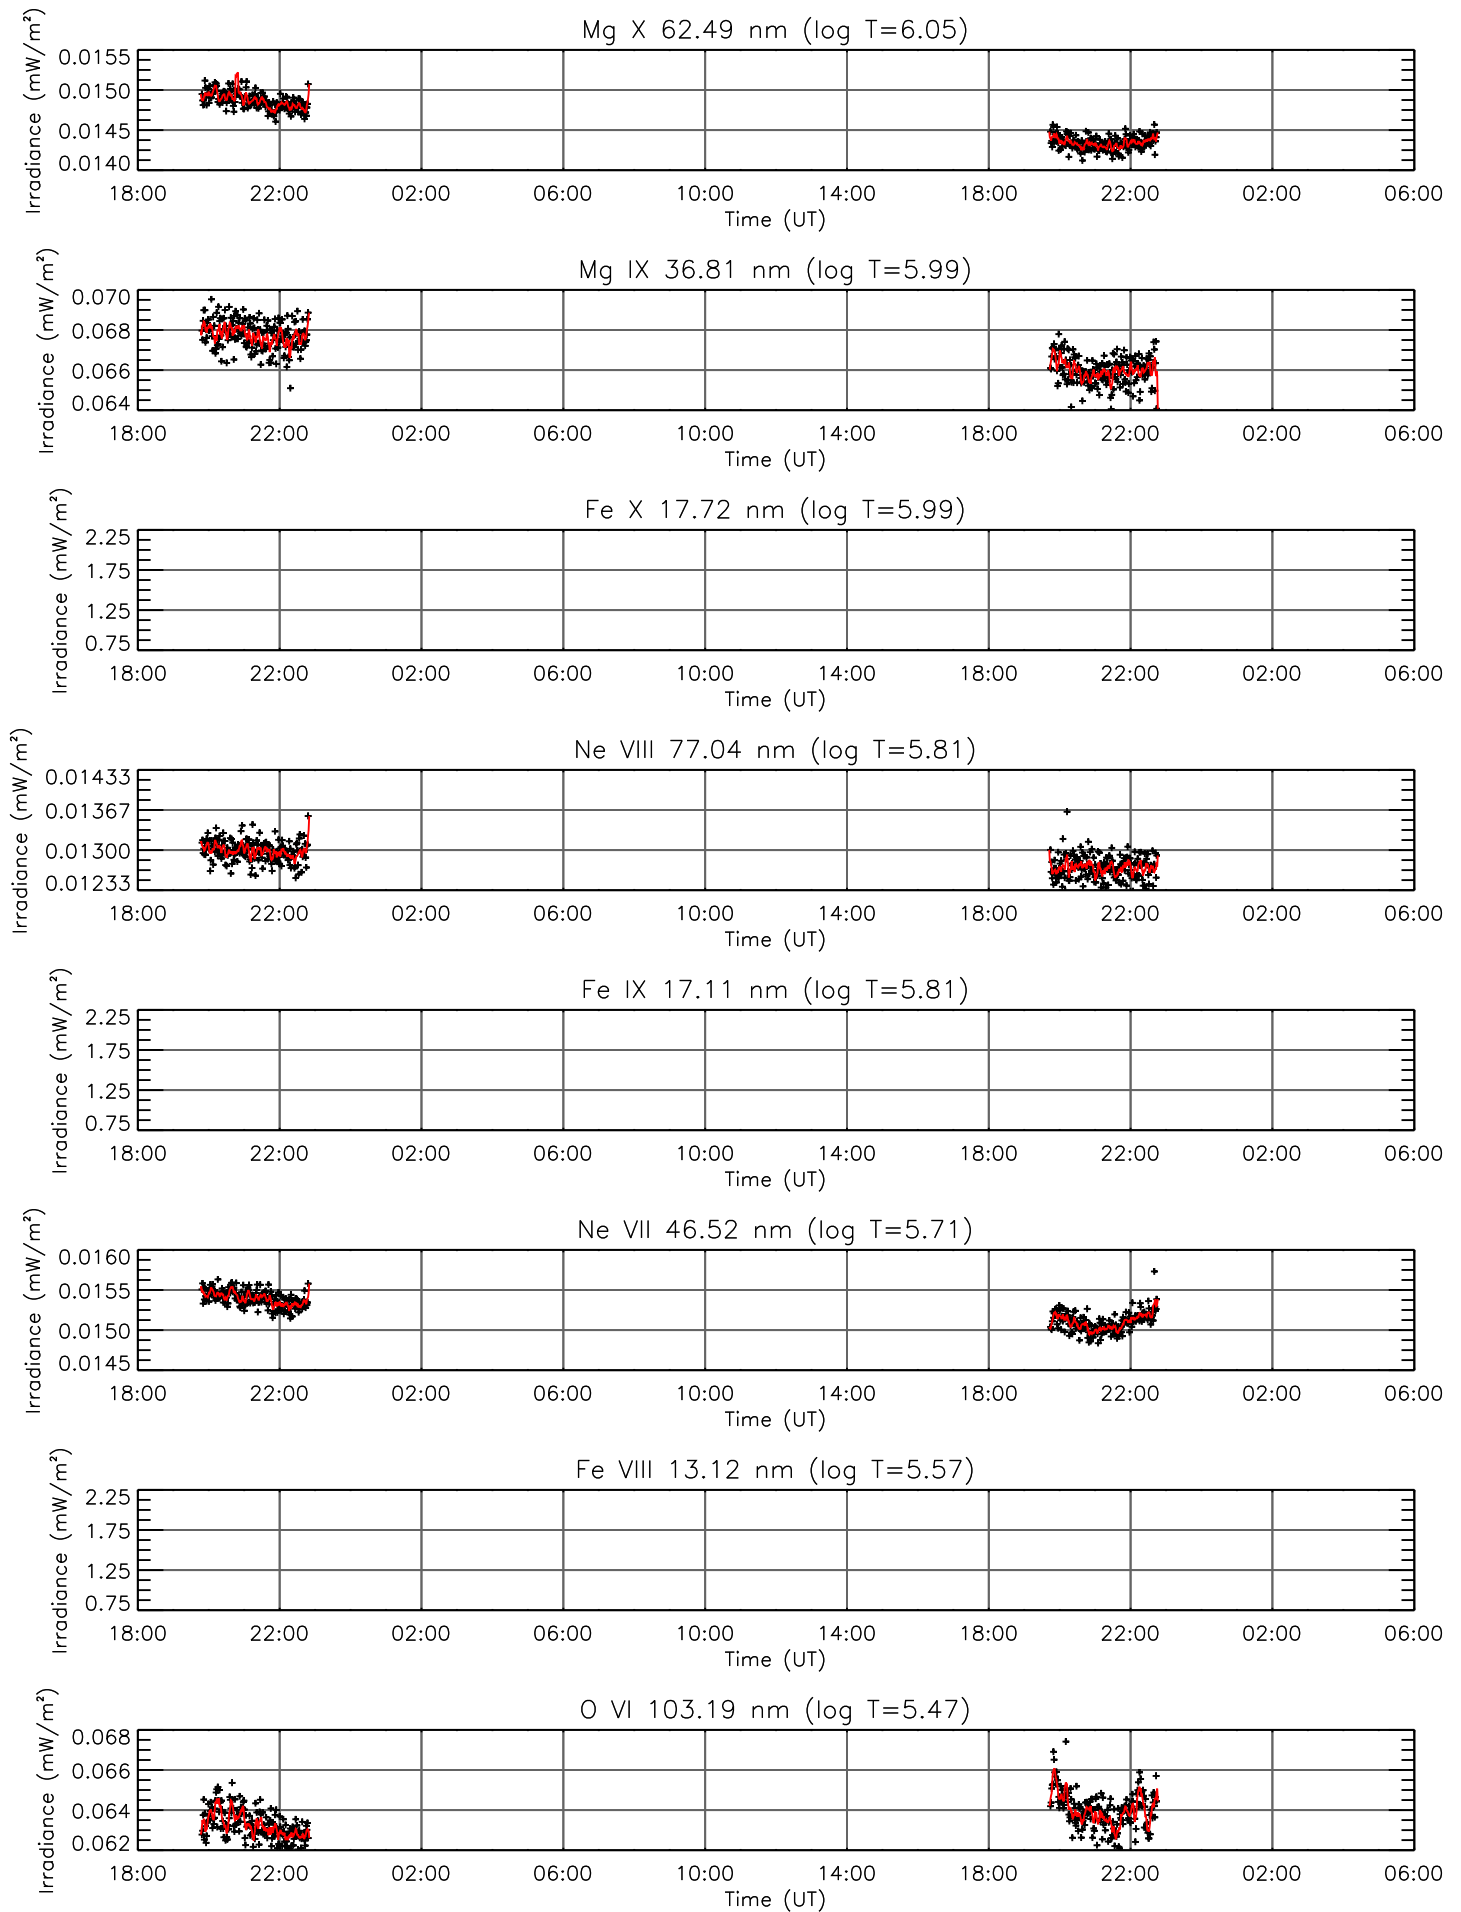 Mg X 62.49 nm (log T=6.05)
Irradiance (mW/m²)
0.0155
0.0150
0.0145
0.0140
18:00 22:00 02:00 06:00 10:00 14:00 18:00 22:00 02:00 06:00
Time (UT)
Mg IX 36.81 nm (log T=5.99)
Irradiance (mW/m²)
0.070
0.068
0.066
0.064
18:00 22:00 02:00 06:00 10:00 14:00 18:00 22:00 02:00 06:00
Time (UT)
Fe X 17.72 nm (log T=5.99)
Irradiance (mW/m²)
2.25
1.75
1.25
0.75
18:00 22:00 02:00 06:00 10:00 14:00 18:00 22:00 02:00 06:00
Time (UT)
Ne VIII 77.04 nm (log T=5.81)
Irradiance (mW/m²)
0.01433
0.01367
0.01300
0.01233
18:00 22:00 02:00 06:00 10:00 14:00 18:00 22:00 02:00 06:00
Time (UT)
Fe IX 17.11 nm (log T=5.81)
Irradiance (mW/m²)
2.25
1.75
1.25
0.75
18:00 22:00 02:00 06:00 10:00 14:00 18:00 22:00 02:00 06:00
Time (UT)
Ne VII 46.52 nm (log T=5.71)
Irradiance (mW/m²)
0.0160
0.0155
0.0150
0.0145
18:00 22:00 02:00 06:00 10:00 14:00 18:00 22:00 02:00 06:00
Time (UT)
Fe VIII 13.12 nm (log T=5.57)
Irradiance (mW/m²)
2.25
1.75
1.25
0.75
18:00 22:00 02:00 06:00 10:00 14:00 18:00 22:00 02:00 06:00
Time (UT)
O VI 103.19 nm (log T=5.47)
Irradiance (mW/m²)
0.068
0.066
0.064
0.062
18:00 22:00 02:00 06:00 10:00 14:00 18:00 22:00 02:00 06:00
Time (UT)